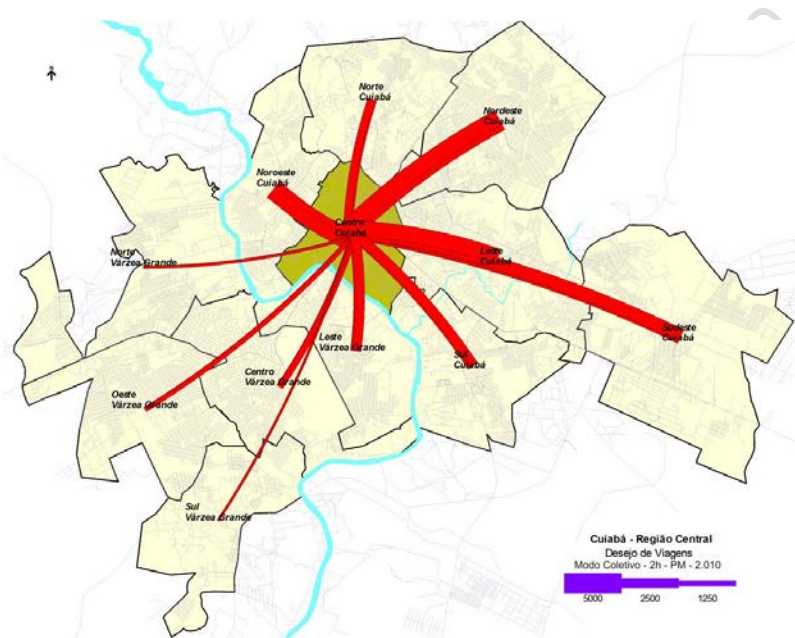 Norte
Cuiabá
Nordeste
Cuiabá
Noroeste
Cuiabá
Centro
Cuiabá
Norte
Várzea Grande
Leste
Cuiabá
Sudeste
Cuiabá
Leste
Várzea Grande
Sul
Cuiabá
Centro
Várzea Grande
Oeste
Várzea Grande
Sul
Várzea Grande
Cuiabá - Região Central
Desejo de Viagens
Modo Coletivo - 2h - PM - 2.010
5000 2500 1250